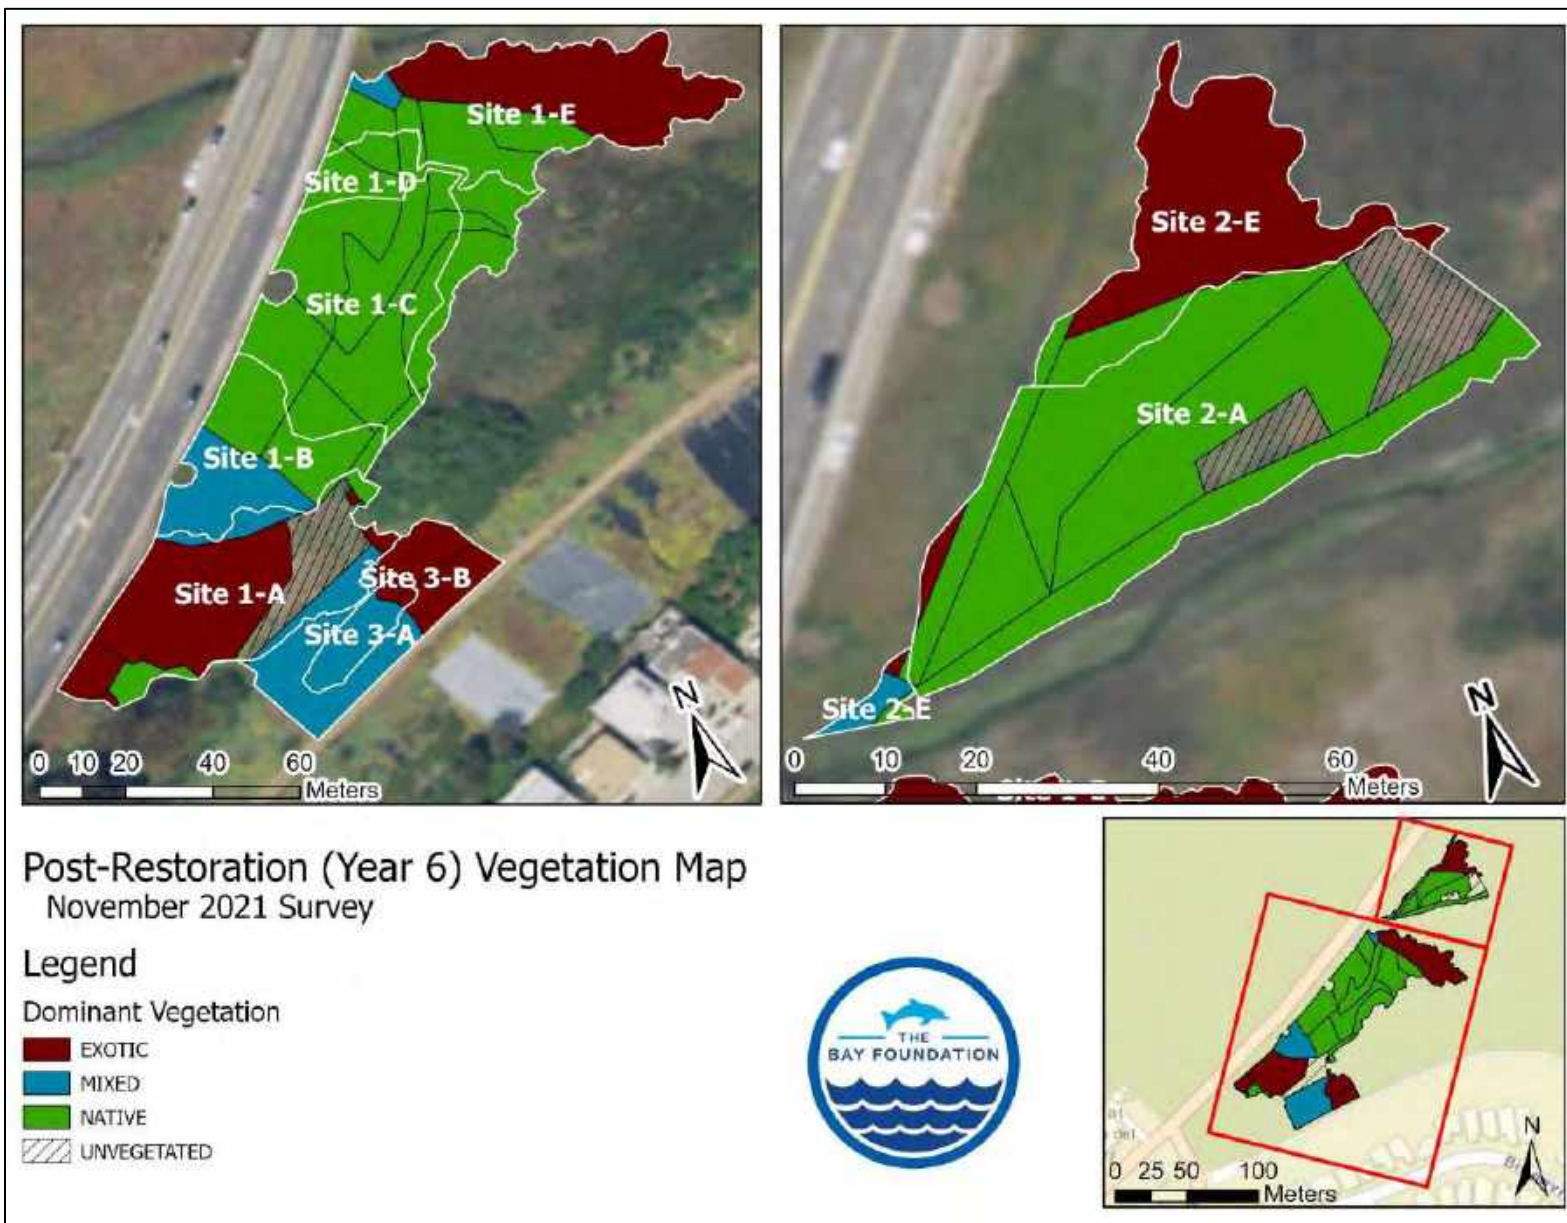 Site 1-E
Site 1-D
Site 1-C
Site 1-B
Site 1-A
Site 3-B
Site 3-A
N
0 10 20 40 60
Meters
Site 2-E
Site 2-A
Site 2-E
N
0 10 20 40 60
Meters
Post-Restoration (Year 6) Vegetation Map
November 2021 Survey
Legend
Dominant Vegetation
EXOTIC
MIXED
NATIVE
UNVEGETATED
THE
BAY FOUNDATION
N
0 25 50 100
Meters